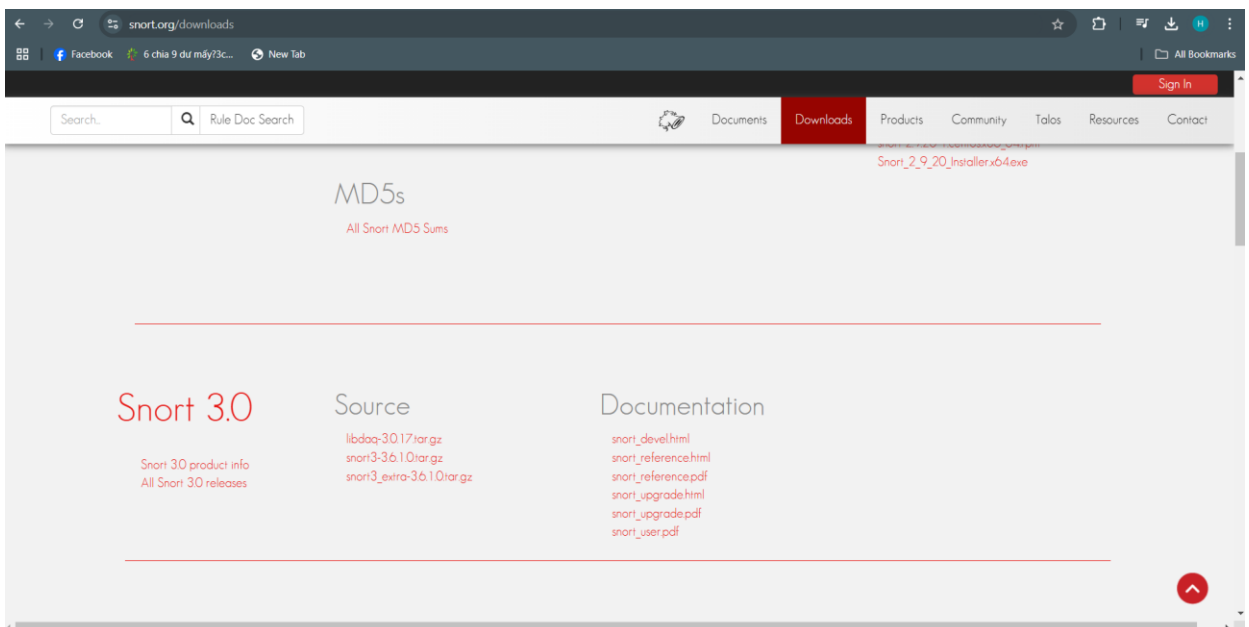 snort.org/downloads
Facebook
6 chia 9 dư mấy?3c...
New Tab
All Bookmarks
H
Sign In
Search..
Rule Doc Search
Documents
Downloads
Products
Community
Talos
Resources
Contact
Snort_2_9_20_Installer.x64.exe
MD5s
All Snort MD5 Sums
Snort 3.0
Snort 3.0 product info
All Snort 3.0 releases
Source
libdaq-3.0.17.tar.gz
snort3-3.6.1.0.tar.gz
snort3_extra-3.6.1.0.tar.gz
Documentation
snort_devel.html
snort_reference.html
snort_reference.pdf
snort_upgrade.html
snort_upgrade.pdf
snort_user.pdf